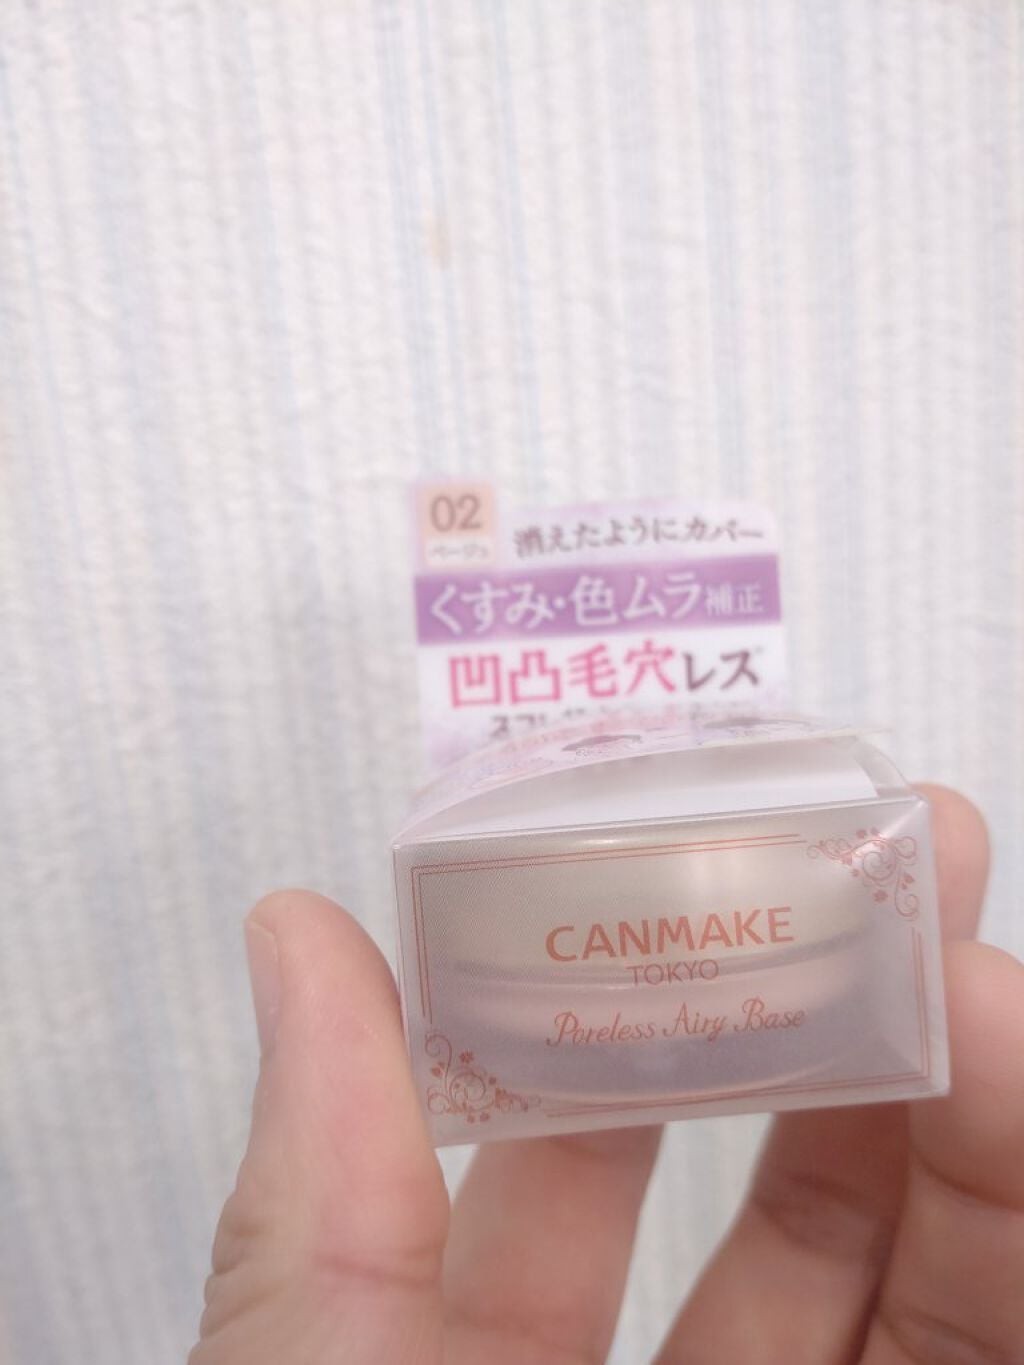 02
ベージュ
消えたようにカバー
くすみ・色ムラ補正
凹凸毛穴レス
CANMAKE
TOKYO
Poreless Airy Base